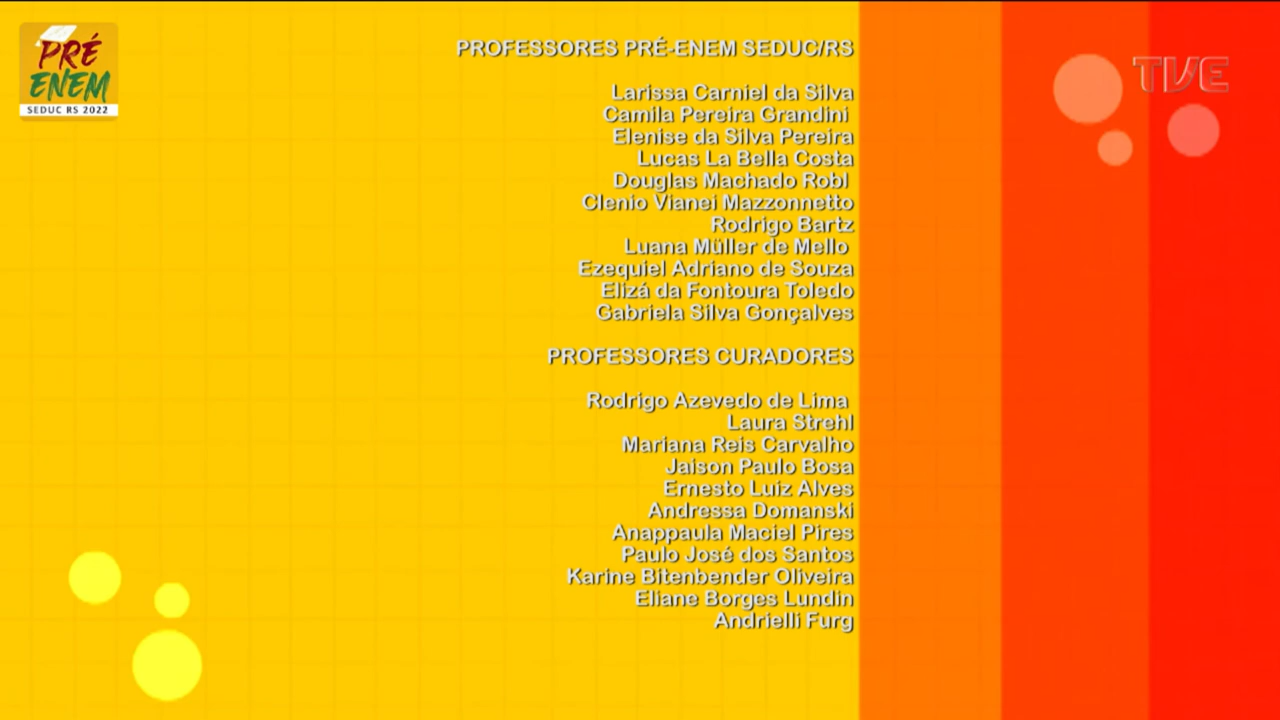 PRÉ
ENEM
SEDUC RS 2022
TVE
PROFESSORES PRÉ-ENEM SEDUC/RS
Larissa Carniel da Silva
Camila Pereira Grandini
Elenise da Silva Pereira
Lucas La Bella Costa
Douglas Machado Robl
Clenio Vianei Mazzonnetto
Rodrigo Bartz
Luana Müller de Mello
Ezequiel Adriano de Souza
Elizá da Fontoura Toledo
Gabriela Silva Gonçalves
PROFESSORES CURADORES
Rodrigo Azevedo de Lima
Laura Strehl
Mariana Reis Carvalho
Jaison Paulo Bosa
Ernesto Luiz Alves
Andressa Domanski
Anappaula Maciel Pires
Paulo José dos Santos
Karine Bitenbender Oliveira
Eliane Borges Lundin
Andrielli Furg